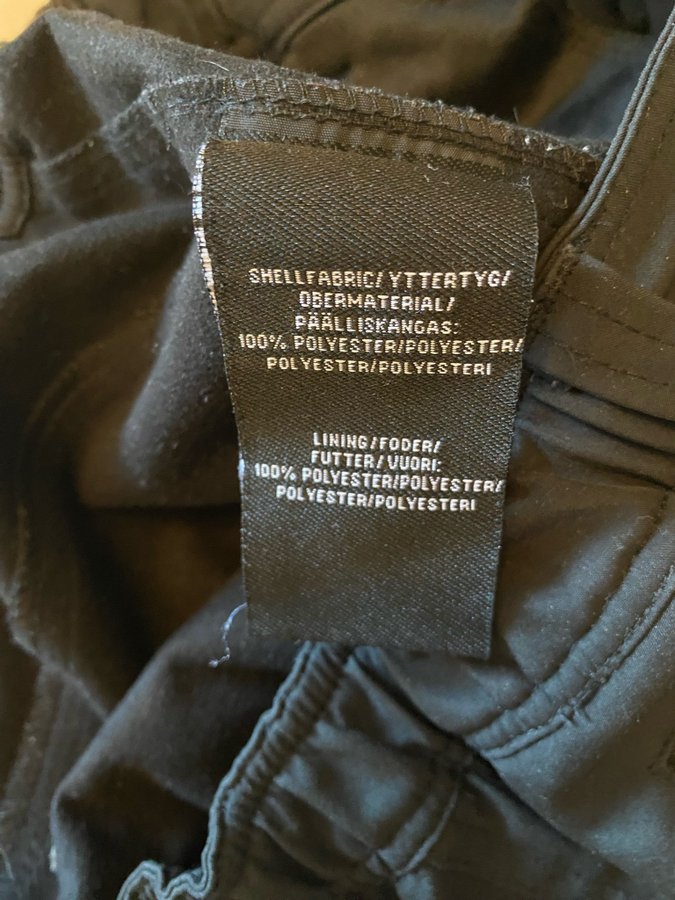 SHELLFABRIC/ YTTERTYG/
OBERMATERIAL/
PÄÄLLISKANGAS:
100% POLYESTER/POLYESTER/
POLYESTER/POLYESTERI
LINING/FODER/
FUTTER/VUORI:
100% POLYESTER/POLYESTER/
POLYESTER/POLYESTERI